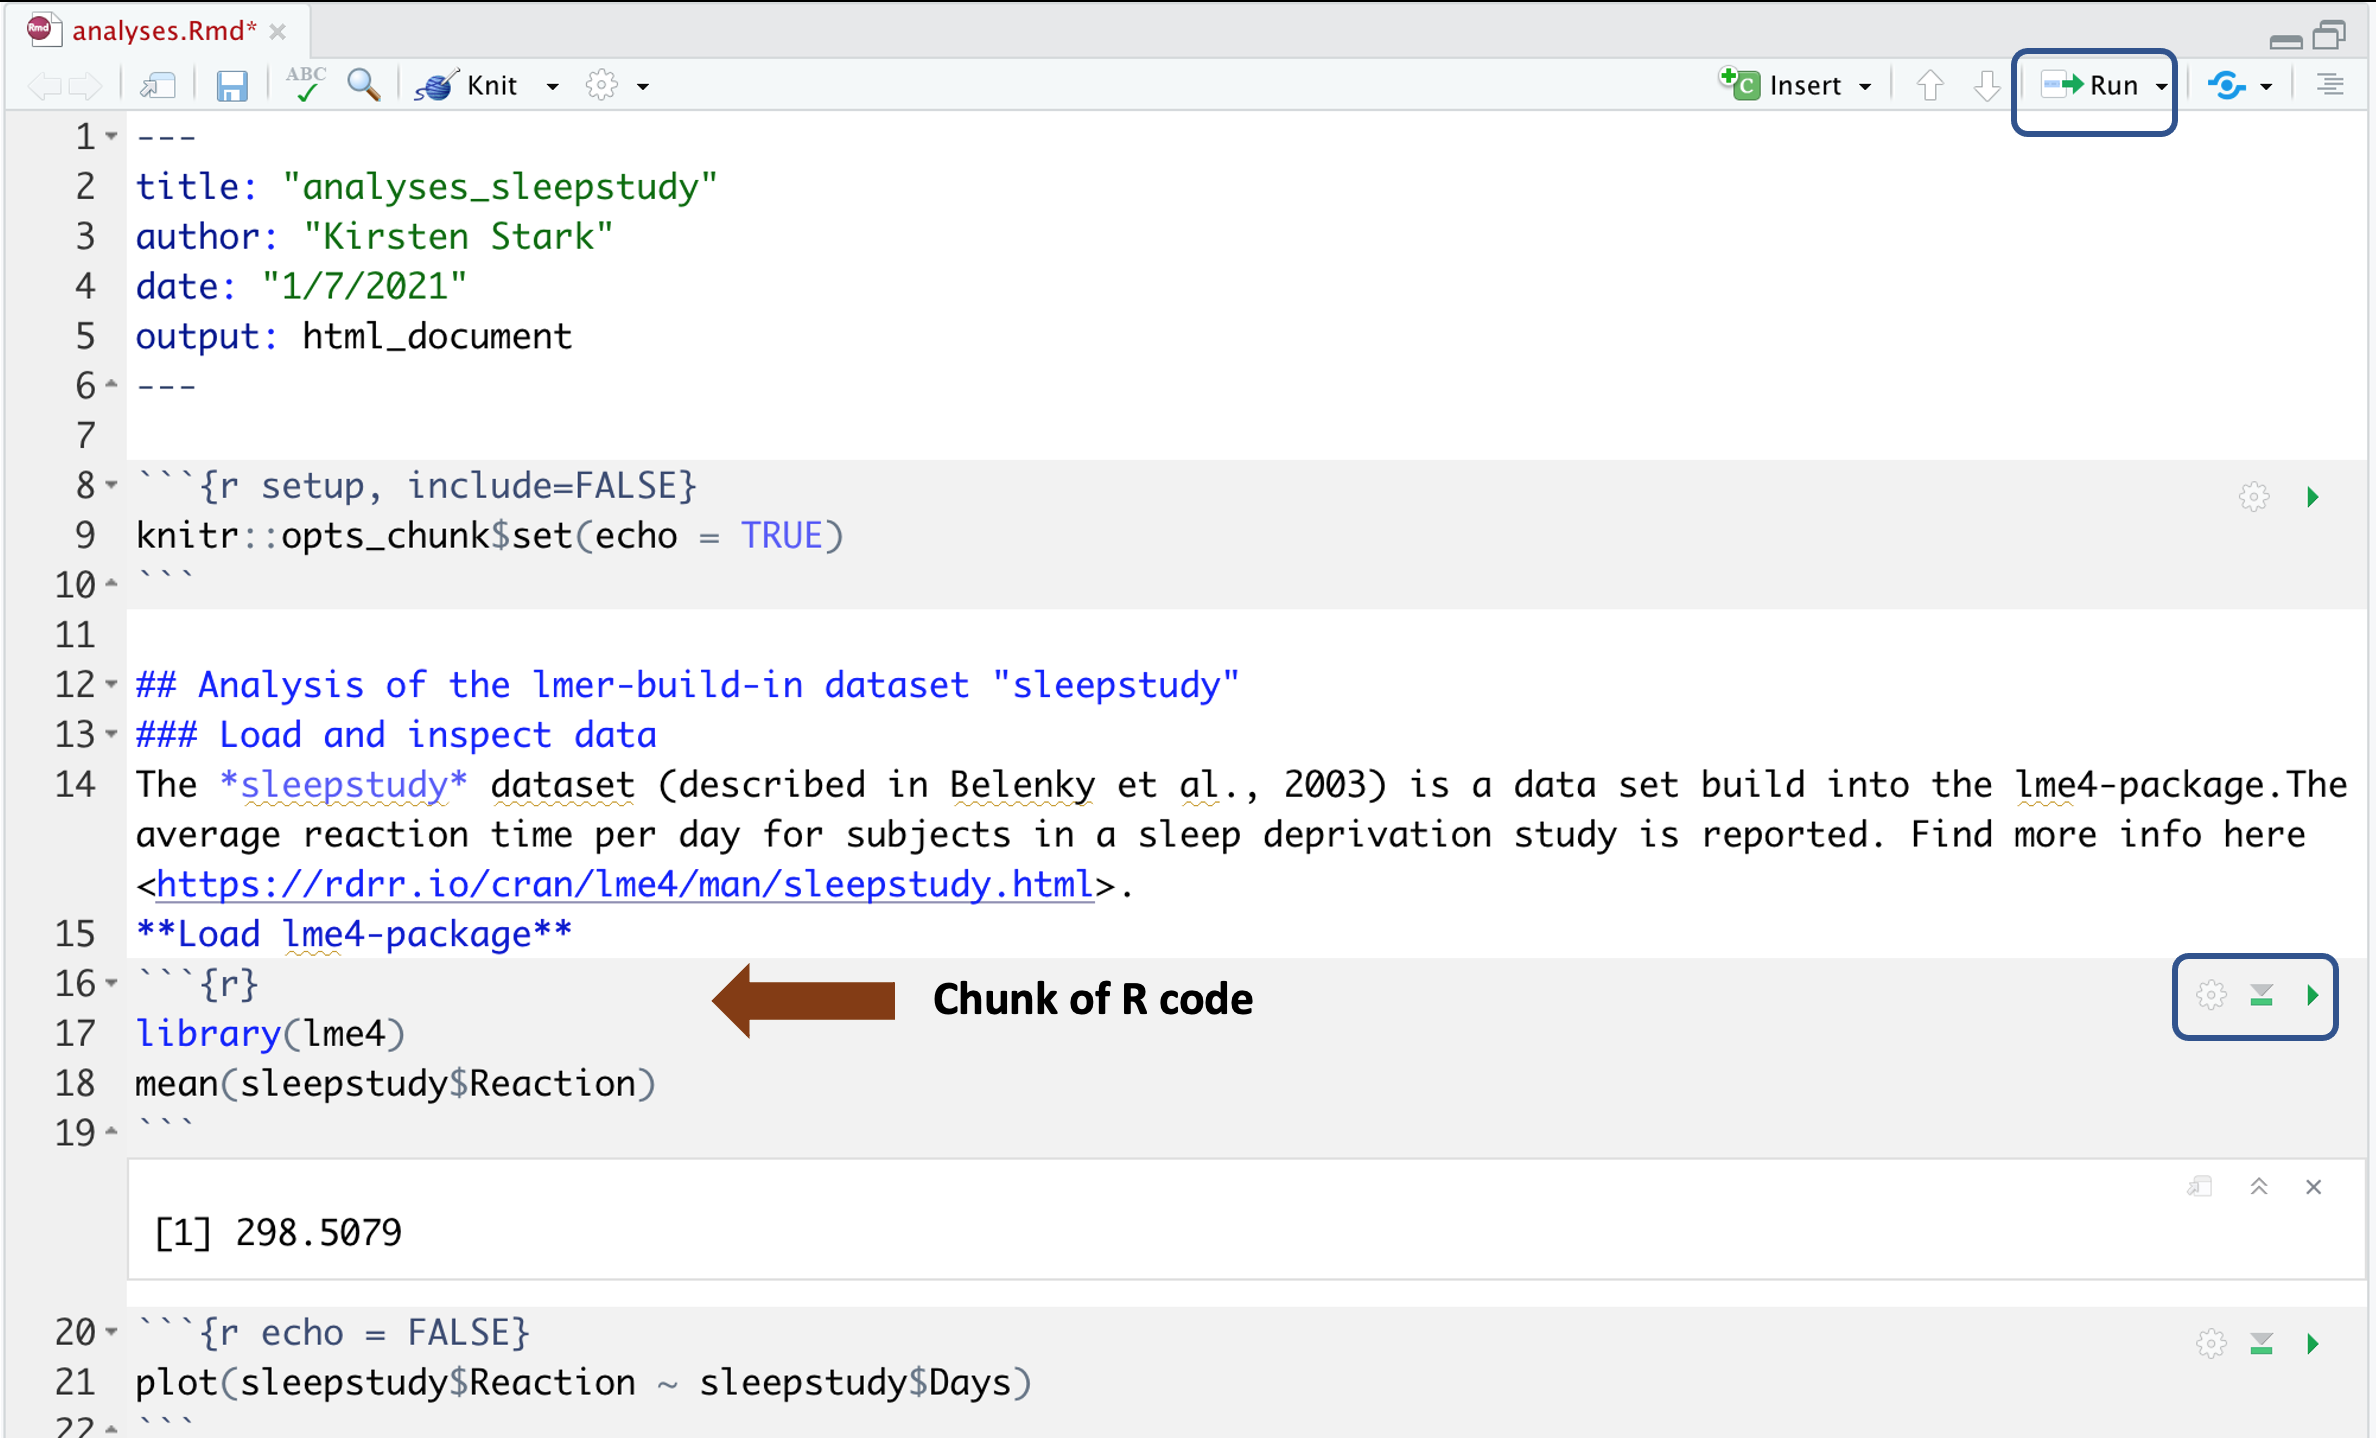 analyses.Rmd*
ABC Knit Insert Run
1 ---
2 title: "analyses_sleepstudy"
3 author: "Kirsten Stark"
4 date: "1/7/2021"
5 output: html_document
6 ---
7
8 ```{r setup, include=FALSE}
9 knitr::opts_chunk$set(echo = TRUE)
10 ```
11
12 ## Analysis of the lmer-build-in dataset "sleepstudy"
13 ### Load and inspect data
14 The *sleepstudy* dataset (described in Belenky et al., 2003) is a data set build into the lme4-package.The
average reaction time per day for subjects in a sleep deprivation study is reported. Find more info here
<https://rdrr.io/cran/lme4/man/sleepstudy.html>.
15 **Load lme4-package**
16 ```{r}
Chunk of R code
17 library(lme4)
18 mean(sleepstudy$Reaction)
19 ```
[1] 298.5079
20 ```{r echo = FALSE}
21 plot(sleepstudy$Reaction ~ sleepstudy$Days)
22 ```